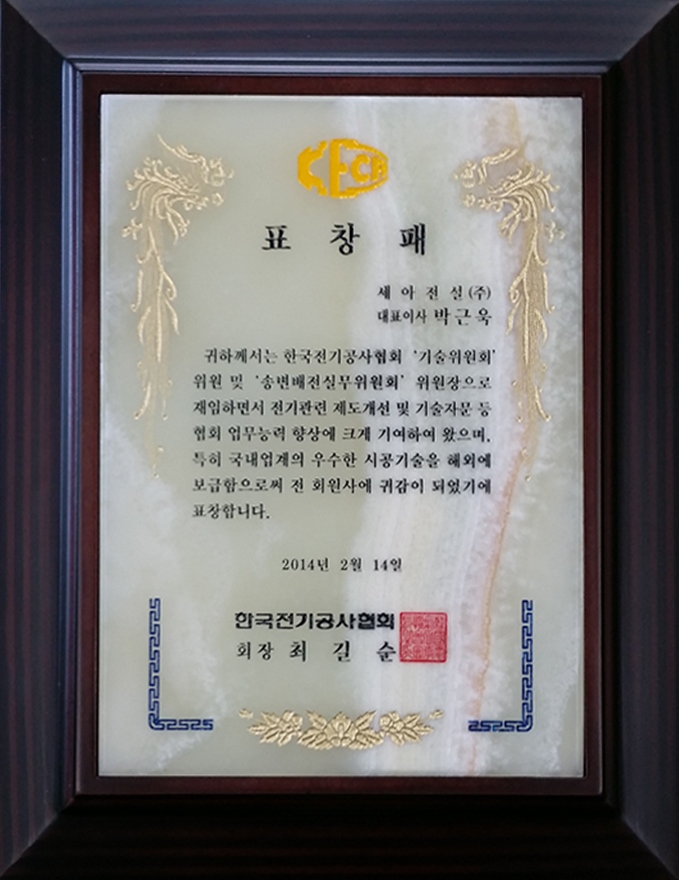 KECA
표 창 패
세 아 전 설 (주)
대표이사 박 근 욱
귀하께서는 한국전기공사협회 '기술위원회'
위원 및 '송변배전실무위원회' 위원장으로
재임하면서 전기관련 제도개선 및 기술자문 등
협회 업무능력 향상에 크게 기여하여 왔으며,
특히 국내업계의 우수한 시공기술을 해외에
보급함으로써 전 회원사에 귀감이 되었기에
표창합니다.
2014년 2월 14일
한국전기공사협회
회장 최 길 순